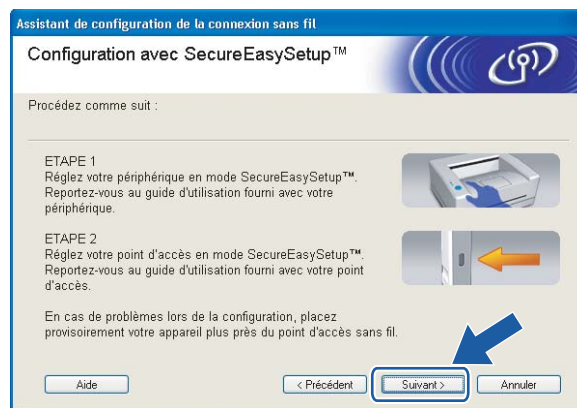 Assistant de configuration de la connexion sans fil
Configuration avec SecureEasySetup™
Procédez comme suit :
ETAPE 1
Réglez votre périphérique en mode SecureEasySetup™.
Reportez-vous au guide d'utilisation fourni avec votre
périphérique.
ETAPE 2
Réglez votre point d'accès en mode SecureEasySetup™.
Reportez-vous au guide d'utilisation fourni avec votre point
d'accès.
En cas de problèmes lors de la configuration, placez
provisoirement votre appareil plus près du point d'accès sans fil.
Aide
< Précédent
Suivant >
Annuler